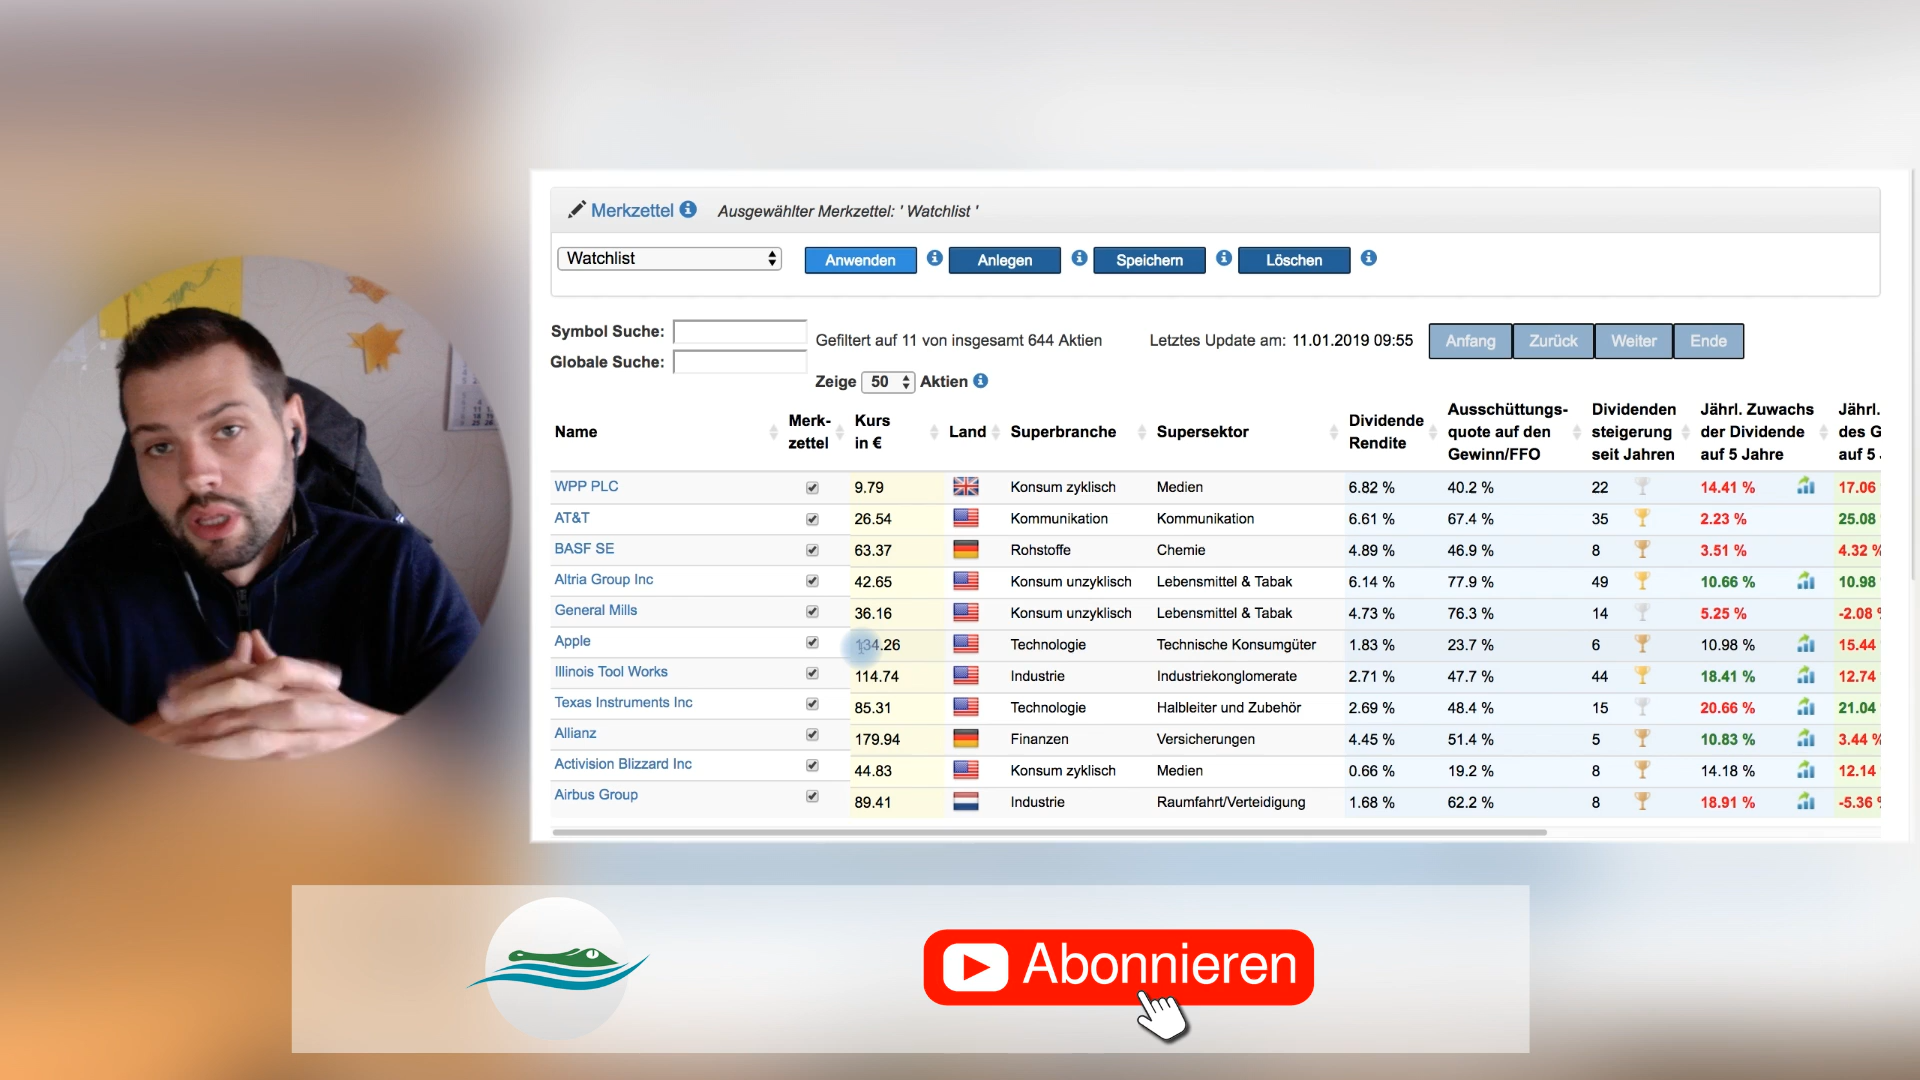 Merkzettel Ausgewählter Merkzettel: ' Watchlist '
Watchlist Anwenden Anlegen Speichern Löschen
Symbol Suche:
Globale Suche:
Gefiltert auf 11 von insgesamt 644 Aktien Letztes Update am: 11.01.2019 09:55 Anfang Zurück Weiter Ende
Zeige 50 Aktien
Name Merk-zettel Kurs in € Land Superbranche Supersektor Dividende Rendite Ausschüttungs-quote auf den Gewinn/FFO Dividenden steigerung seit Jahren Jährl. Zuwachs der Dividende auf 5 Jahre Jährl. des G auf 5
WPP PLC 9.79 Konsum zyklisch Medien 6.82 % 40.2 % 22 14.41 % 17.06
AT&T 26.54 Kommunikation Kommunikation 6.61 % 67.4 % 35 2.23 % 25.08
BASF SE 63.37 Rohstoffe Chemie 4.89 % 46.9 % 8 3.51 % 4.32 %
Altria Group Inc 42.65 Konsum unzyklisch Lebensmittel & Tabak 6.14 % 77.9 % 49 10.66 % 10.98
General Mills 36.16 Konsum unzyklisch Lebensmittel & Tabak 4.73 % 76.3 % 14 5.25 % -2.08 %
Apple 134.26 Technologie Technische Konsumgüter 1.83 % 23.7 % 6 10.98 % 15.44
Illinois Tool Works 114.74 Industrie Industriekonglomerate 2.71 % 47.7 % 44 18.41 % 12.74
Texas Instruments Inc 85.31 Technologie Halbleiter und Zubehör 2.69 % 48.4 % 15 20.66 % 21.04
Allianz 179.94 Finanzen Versicherungen 4.45 % 51.4 % 5 10.83 % 3.44 %
Activision Blizzard Inc 44.83 Konsum zyklisch Medien 0.66 % 19.2 % 8 14.18 % 12.14
Airbus Group 89.41 Industrie Raumfahrt/Verteidigung 1.68 % 62.2 % 8 18.91 % -5.36 %
Abonnieren